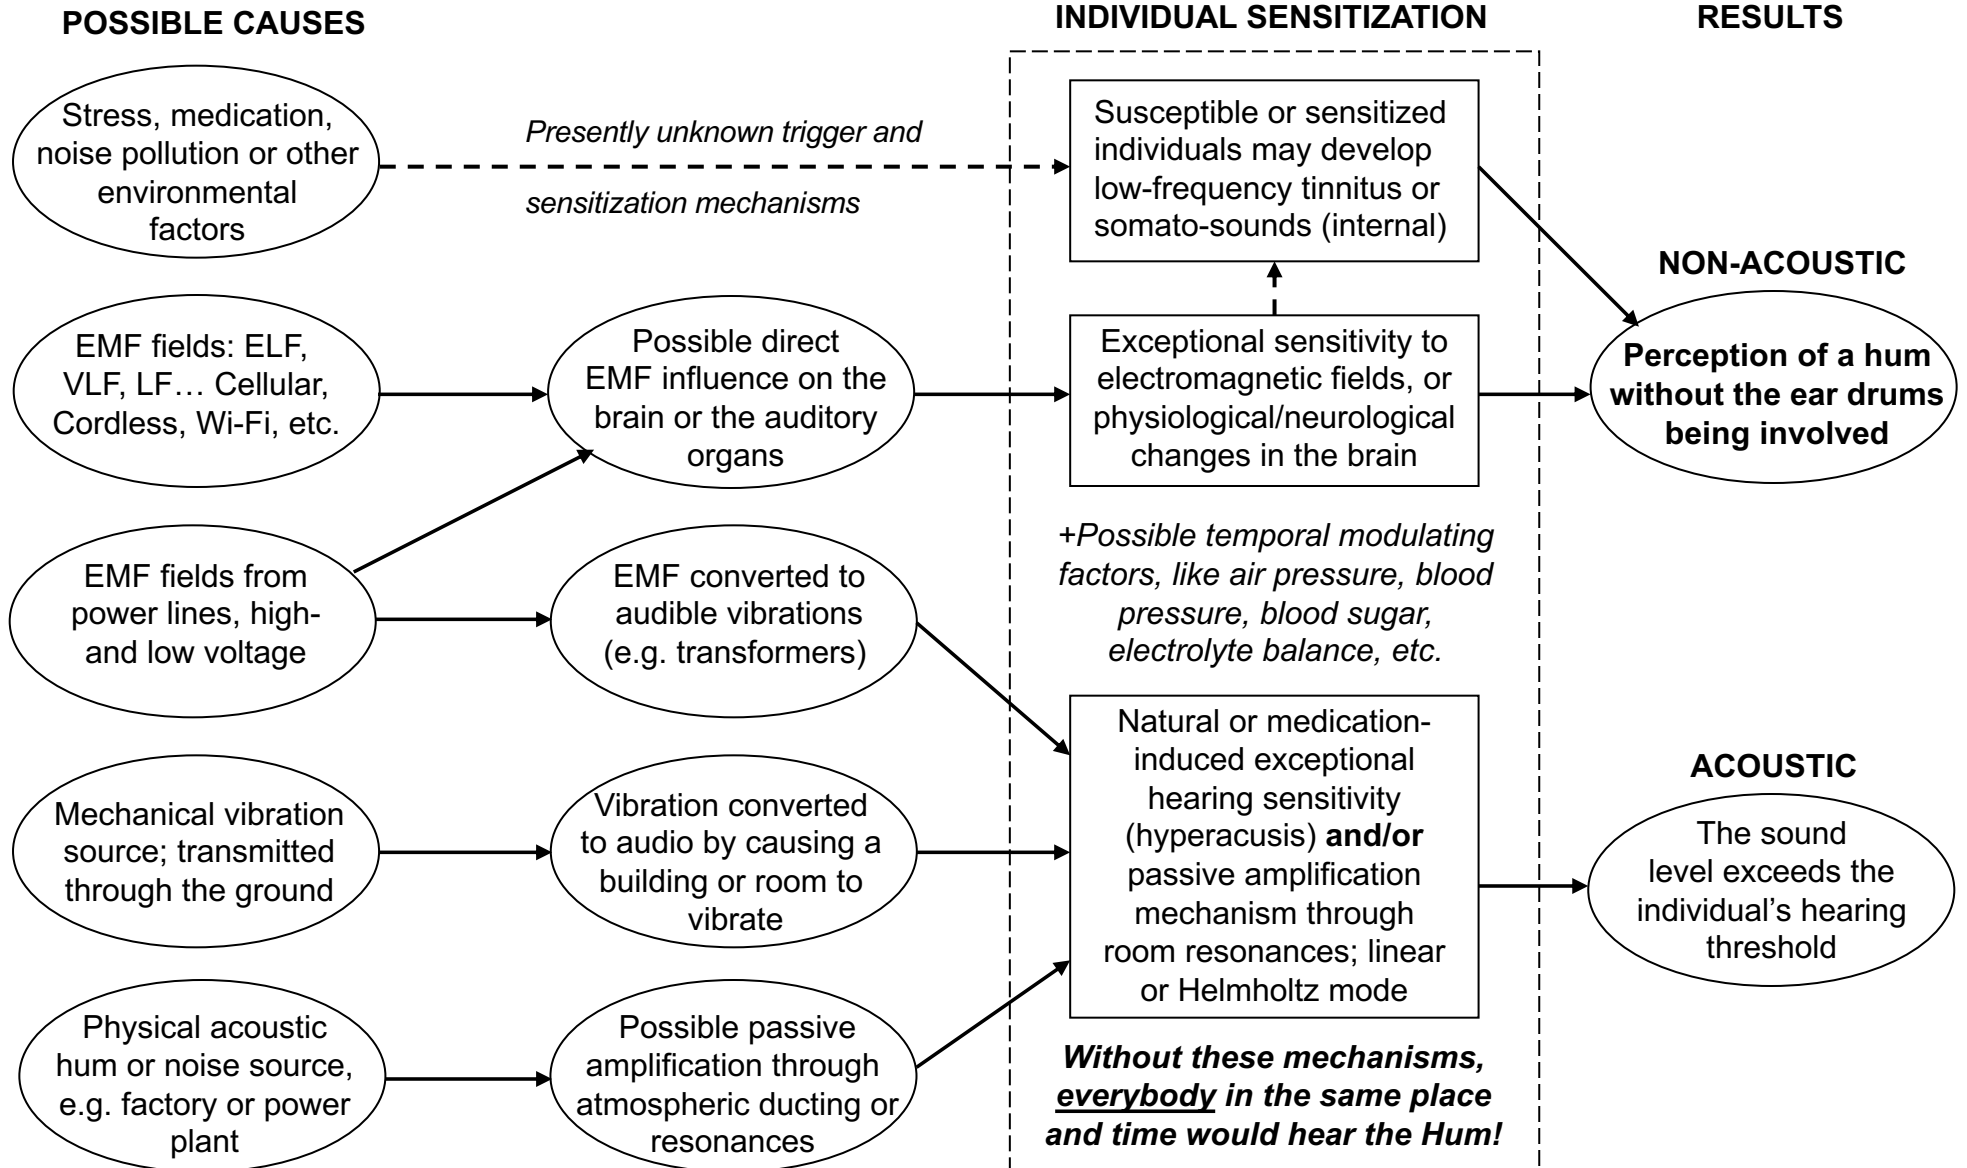 POSSIBLE CAUSES
INDIVIDUAL SENSITIZATION
RESULTS
Stress, medication,
noise pollution or other
environmental
factors
Presently unknown trigger and
sensitization mechanisms
Susceptible or sensitized
individuals may develop
low-frequency tinnitus or
somato-sounds (internal)
NON-ACOUSTIC
EMF fields: ELF,
VLF, LF… Cellular,
Cordless, Wi-Fi, etc.
Possible direct
EMF influence on the
brain or the auditory
organs
Exceptional sensitivity to
electromagnetic fields, or
physiological/neurological
changes in the brain
Perception of a hum
without the ear drums
being involved
EMF fields from
power lines, high-
and low voltage
EMF converted to
audible vibrations
(e.g. transformers)
+Possible temporal modulating
factors, like air pressure, blood
pressure, blood sugar,
electrolyte balance, etc.
Mechanical vibration
source; transmitted
through the ground
Vibration converted
to audio by causing a
building or room to
vibrate
Natural or medication-
induced exceptional
hearing sensitivity
(hyperacusis) and/or
passive amplification
mechanism through
room resonances; linear
or Helmholtz mode
ACOUSTIC
The sound
level exceeds the
individual’s hearing
threshold
Physical acoustic
hum or noise source,
e.g. factory or power
plant
Possible passive
amplification through
atmospheric ducting or
resonances
Without these mechanisms,
everybody in the same place
and time would hear the Hum!